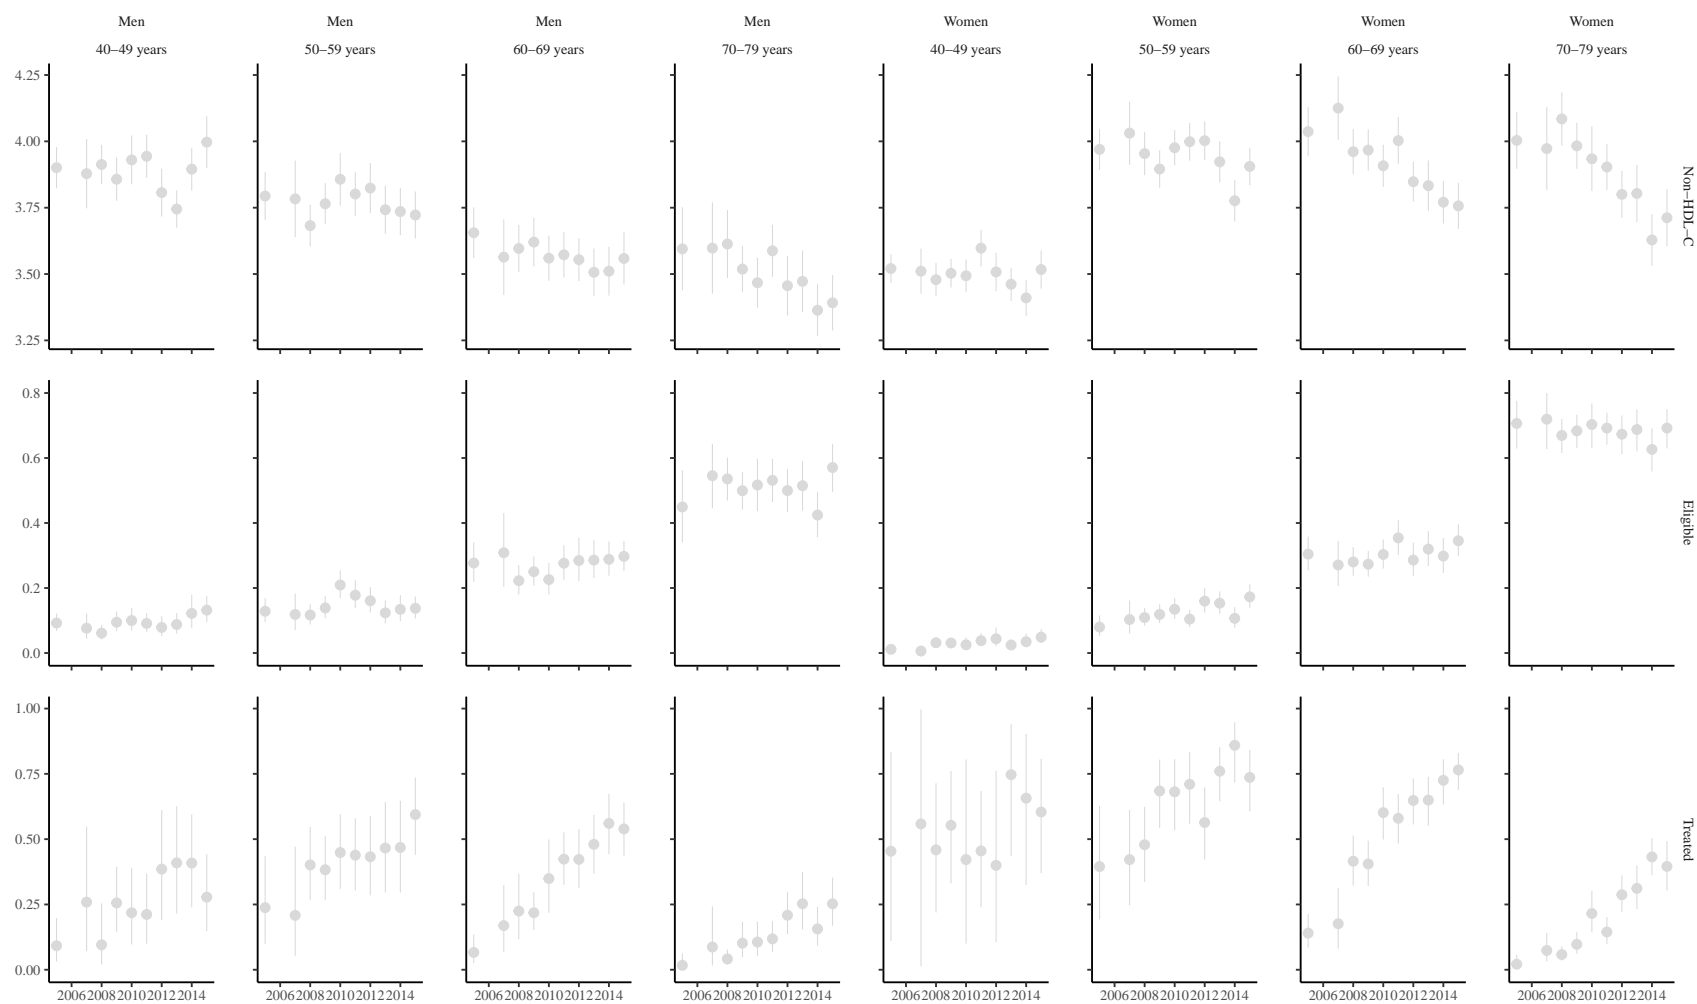 Men Men Men Men Women Women Women Women
40–49 years 50–59 years 60–69 years 70–79 years 40–49 years 50–59 years 60–69 years 70–79 years
4.25
4.00
3.75
3.50
3.25
Non–HDL–C
0.8
0.6
0.4
0.2
0.0
Eligible
1.00
0.75
0.50
0.25
0.00
Treated
2006 2008 2010 2012 2014 2006 2008 2010 2012 2014 2006 2008 2010 2012 2014 2006 2008 2010 2012 2014 2006 2008 2010 2012 2014 2006 2008 2010 2012 2014 2006 2008 2010 2012 2014 2006 2008 2010 2012 2014